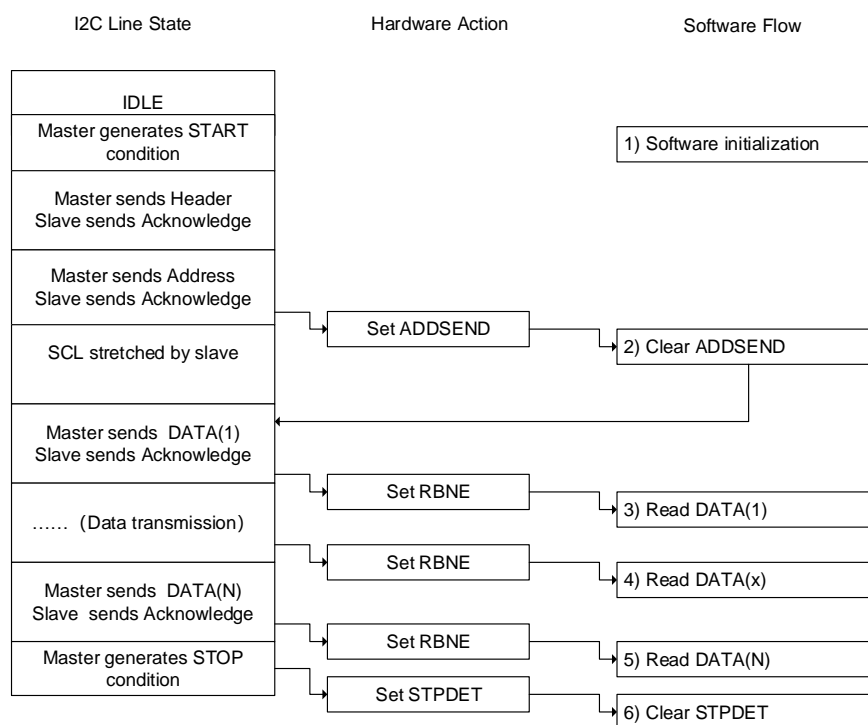 I2C Line State
Hardware Action
Software Flow
IDLE
Master generates START
condition
1) Software initialization
Master sends Header
Slave sends Acknowledge
Master sends Address
Slave sends Acknowledge
Set ADDSEND
SCL stretched by slave
2) Clear ADDSEND
Master sends DATA(1)
Slave sends Acknowledge
Set RBNE
3) Read DATA(1)
...... (Data transmission)
Set RBNE
4) Read DATA(x)
Master sends DATA(N)
Slave sends Acknowledge
Set RBNE
5) Read DATA(N)
Master generates STOP
condition
Set STPDET
6) Clear STPDET